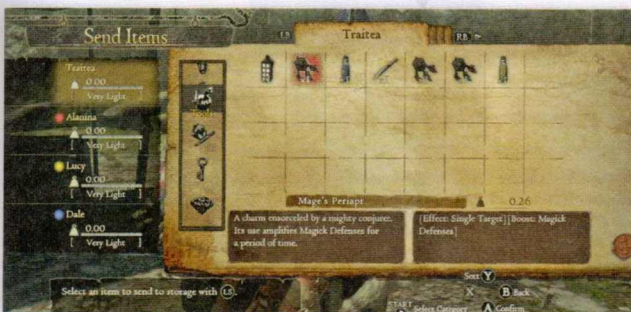 Send Items
LB Traitea RB
Traitea
0.00
Very Light
Alanina
0.00
[ Very Light ]
Lucy
0.00
[ Very Light ]
Dale
0.00
[ Very Light ]
Mage's Periapt 0.26
A charm ensorceled by a mighty conjurer.
Its use amplifies Magick Defenses for
a period of time.
[Effect: Single Target] [Boost: Magick
Defenses]
Select an item to send to storage with LS.
Sort Y
X B Back
START Select Category A Confirm